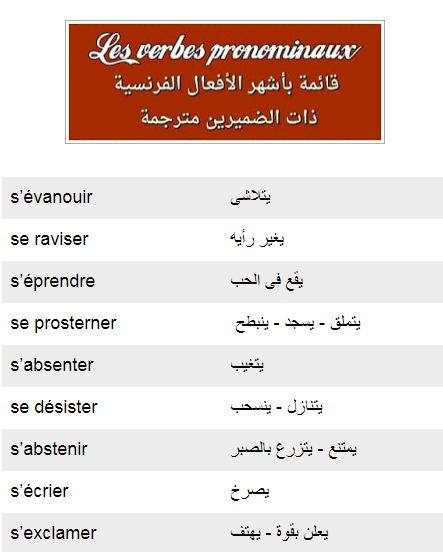 Les verbes pronominaux
قائمة بأشهر الأفعال الفرنسية
ذات الضميرين مترجمة
s’évanouir يتلاشى
se raviser يغير رأيه
s’éprendre يقع فى الحب
se prosterner يتملق - يسجد - ينبطح
s’absenter يتغيب
se désister يتنازل - ينسحب
s’abstenir يمتنع - يتزرع بالصبر
s’écrier يصرخ
s’exclamer يعلن بقوة - يهتف